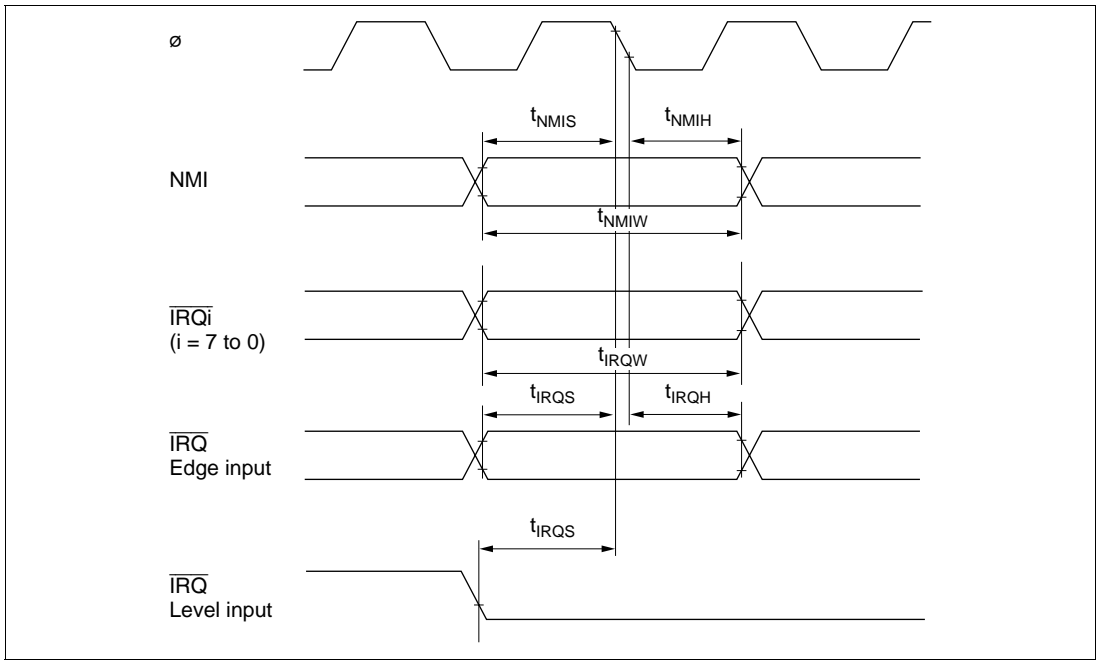 ø
tNMIS
tNMIH
NMI
tNMIW
IRQi
(i = 7 to 0)
tIRQW
tIRQS
tIRQH
IRQ
Edge input
tIRQS
IRQ
Level input